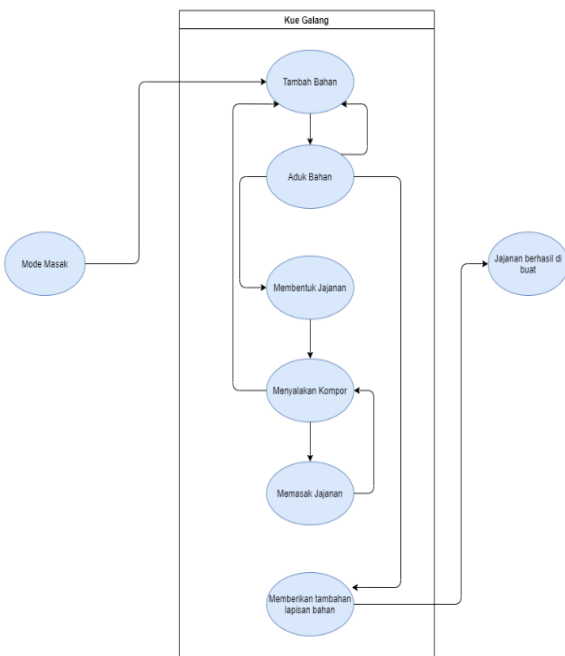 Kue Galang
Tambah Bahan
Aduk Bahan
Mode Masak
Jajanan berhasil di
buat
Membentuk Jajanan
Menyalakan Kompor
Memasak Jajanan
Memberikan tambahan
lapisan bahan